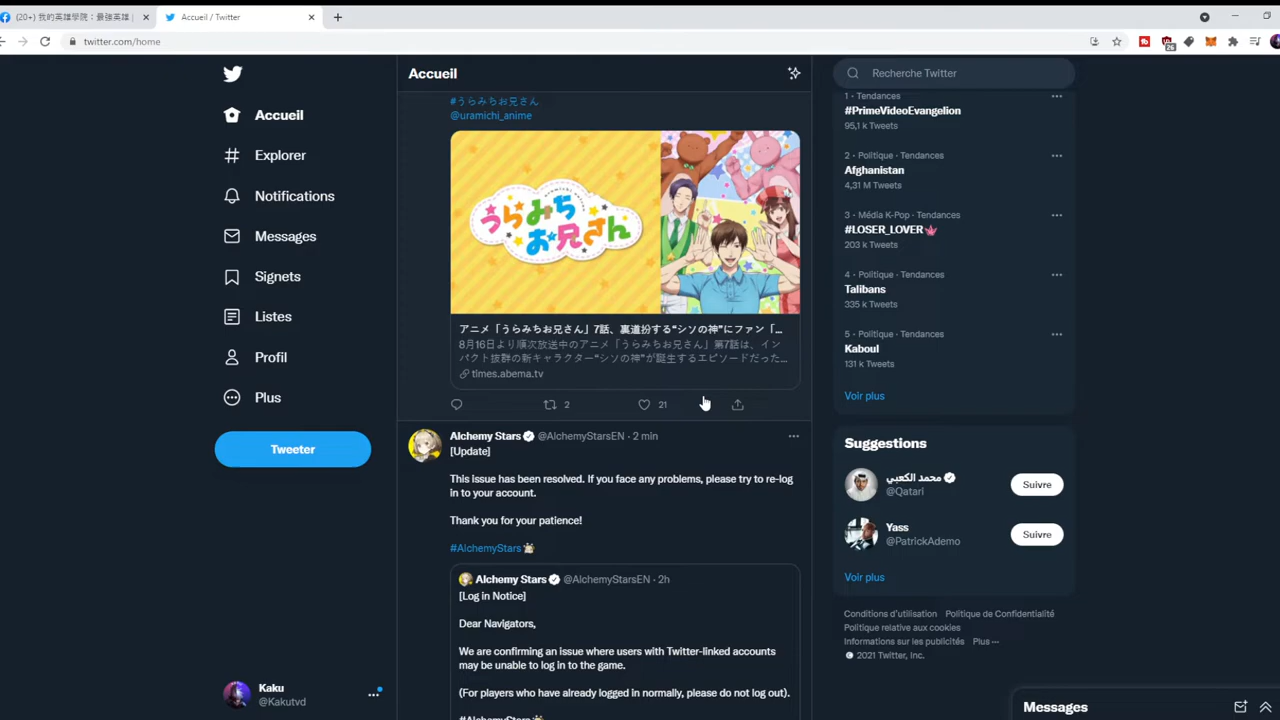 (20+) 我的英雄學院：最強英雄 |
Accueil / Twitter
twitter.com/home
26
Accueil
Explorer
Notifications
Messages
Signets
Listes
Profil
Plus
Tweeter
Kaku
@Kakutvd
Accueil
#うらみちお兄さん
@uramichi_anime
うらみち
お兄さん
アニメ「うらみちお兄さん」7話、裏道扮する“シソの神”にファン「...
8月16日より順次放送中のアニメ「うらみちお兄さん」第7話は、イン
パクト抜群の新キャラクター“シソの神”が誕生するエピソードだった...
times.abema.tv
2
21
Alchemy Stars @AlchemyStarsEN · 2 min
[Update]
This issue has been resolved. If you face any problems, please try to re-log
in to your account.
Thank you for your patience!
#AlchemyStars
Alchemy Stars @AlchemyStarsEN · 2h
[Log in Notice]
Dear Navigators,
We are confirming an issue where users with Twitter-linked accounts
may be unable to log in to the game.
(For players who have already logged in normally, please do not log out).
#AlchemyStars
Recherche Twitter
1 · Tendances
#PrimeVideoEvangelion
95,1 k Tweets
2 · Politique · Tendances
Afghanistan
4,31 M Tweets
3 · Média K-Pop · Tendances
#LOSER_LOVER
203 k Tweets
4 · Politique · Tendances
Talibans
335 k Tweets
5 · Politique · Tendances
Kaboul
131 k Tweets
Voir plus
Suggestions
محمد الكعبي
@Qatari
Suivre
Yass
@PatrickAdemo
Suivre
Voir plus
Conditions d'utilisation Politique de Confidentialité
Politique relative aux cookies
Informations sur les publicités Plus ···
© 2021 Twitter, Inc.
Messages